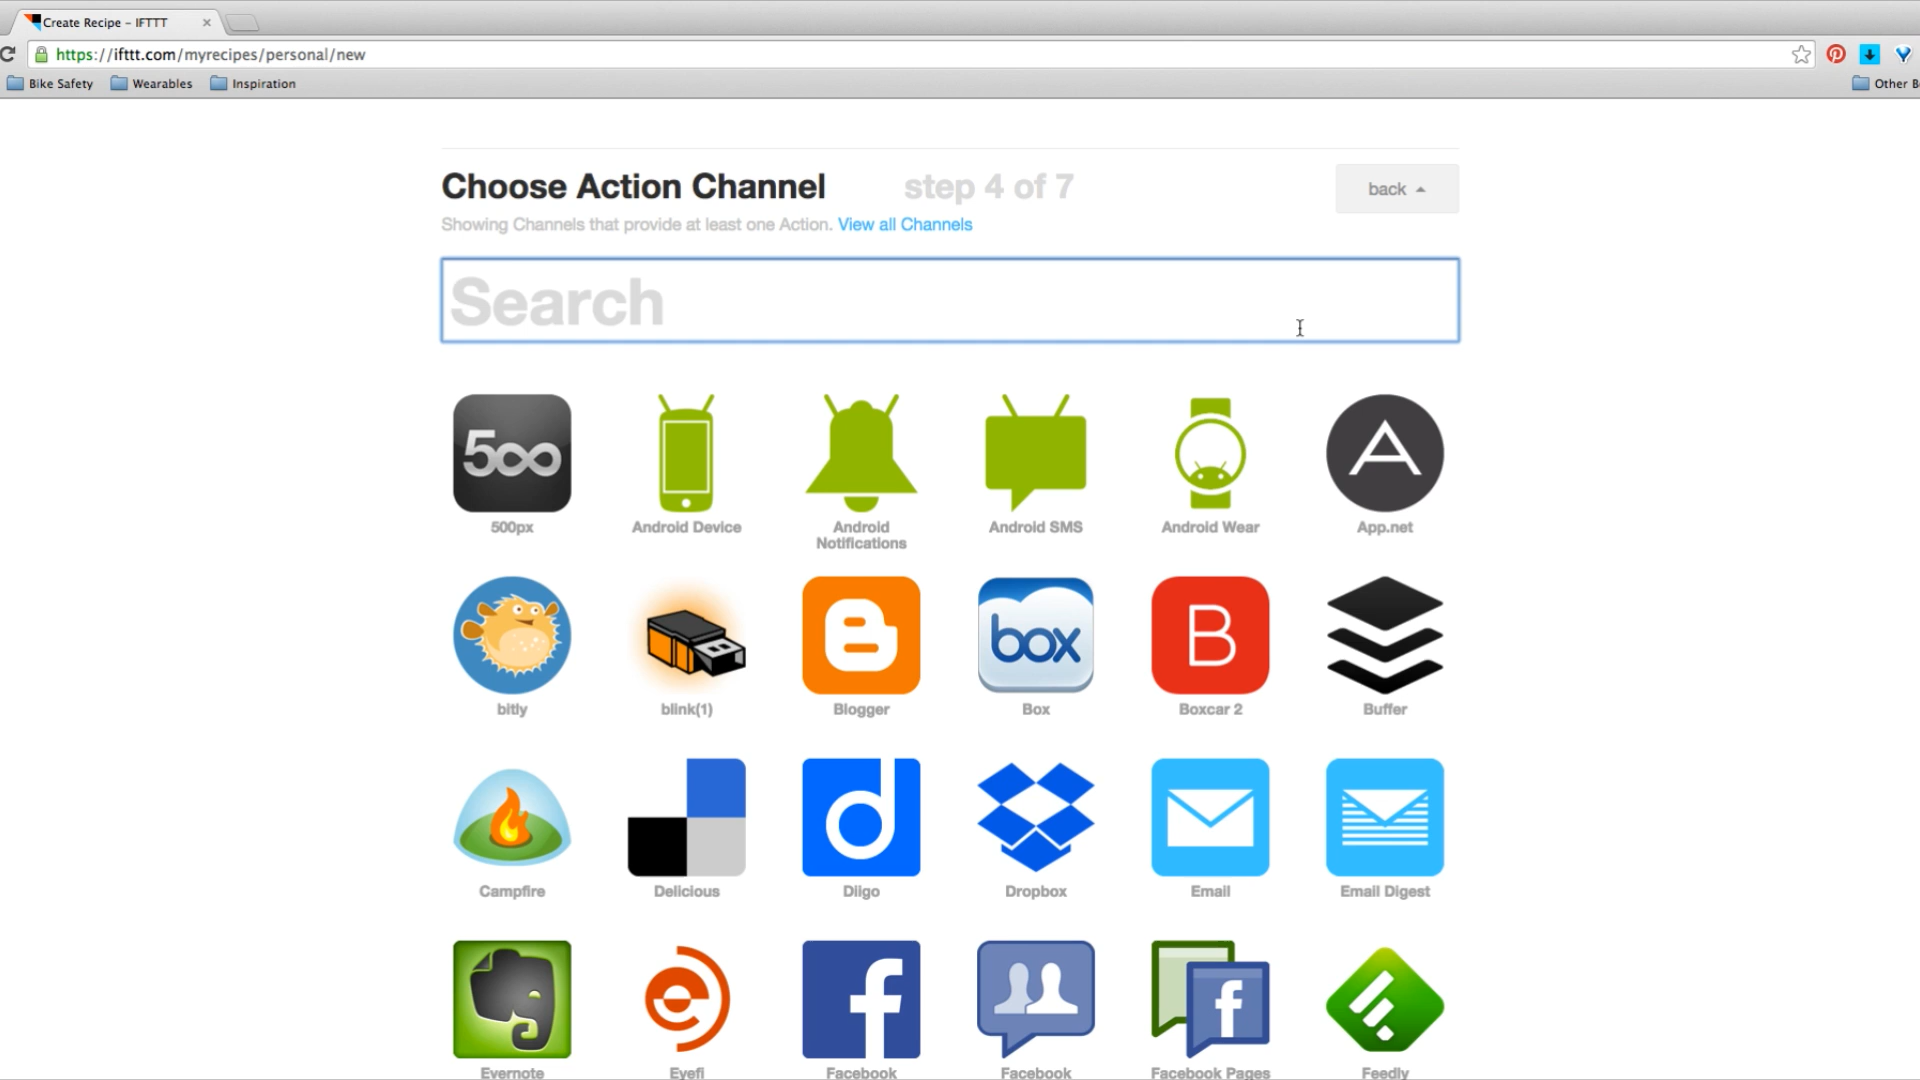 Create Recipe - IFTTT
https://ifttt.com/myrecipes/personal/new
Bike Safety Wearables Inspiration Other B
Choose Action Channel step 4 of 7 back
Showing Channels that provide at least one Action. View all Channels
Search
500
500px Android Device Android Notifications Android SMS Android Wear App.net
box B
bitly blink(1) Blogger Box Boxcar 2 Buffer
Campfire Delicious Diigo Dropbox Email Email Digest
Evernote Eyefi Facebook Facebook Facebook Pages Feedly